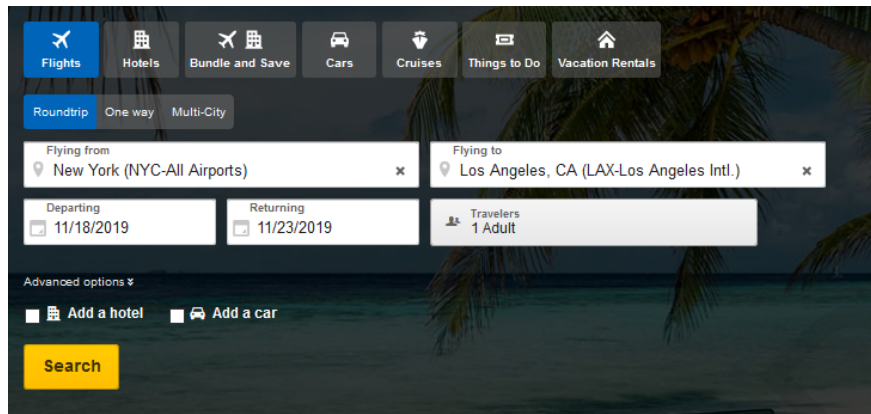 Flights Hotels Bundle and Save Cars Cruises Things to Do Vacation Rentals
Roundtrip One way Multi-City
Flying from
New York (NYC-All Airports)
Flying to
Los Angeles, CA (LAX-Los Angeles Intl.)
Departing
11/18/2019
Returning
11/23/2019
Travelers
1 Adult
Advanced options
Add a hotel Add a car
Search